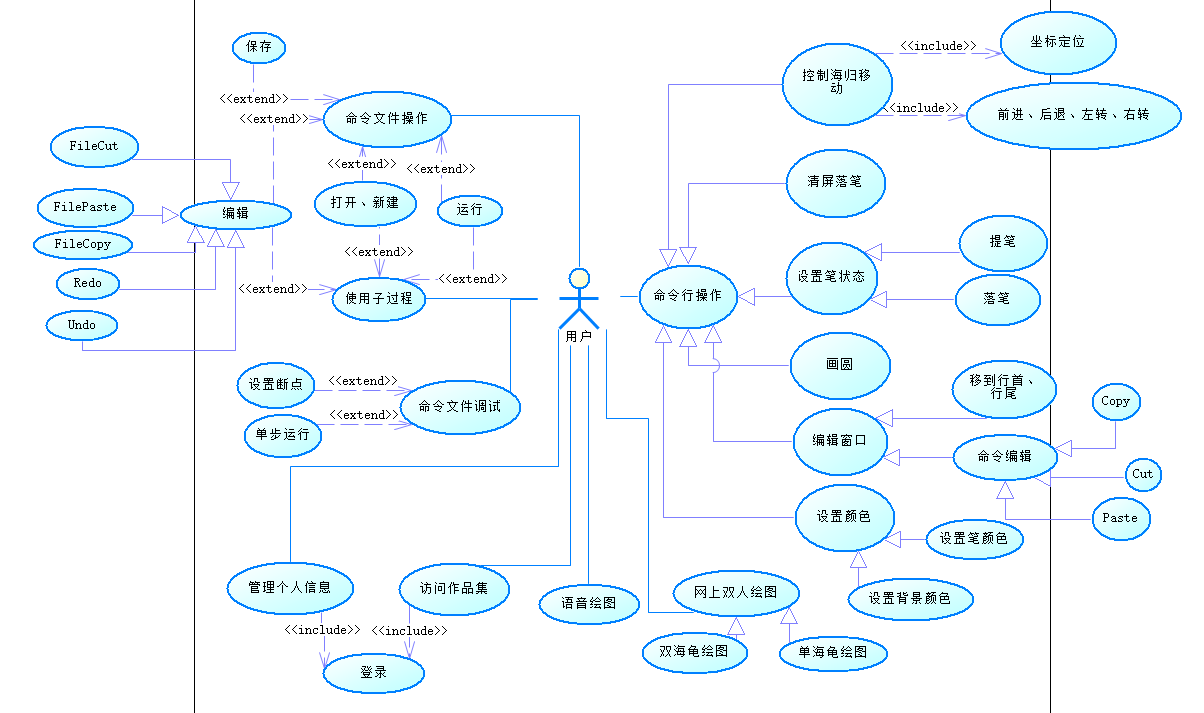 保存
<<include>>
坐标定位
控制海归移
动
<<extend>>
<<include>>
前进、后退、左转、右转
<<extend>>
命令文件操作
FileCut
<<extend>>
<<extend>>
清屏落笔
打开、新建
运行
FilePaste
编辑
FileCopy
<<extend>>
提笔
Redo
<<extend>>
设置笔状态
<<extend>>
使用子过程
命令行操作
落笔
Undo
用户
画圆
设置断点
<<extend>>
移到行首、
行尾
命令文件调试
Copy
<<extend>>
单步运行
编辑窗口
命令编辑
Cut
设置颜色
Paste
设置笔颜色
管理个人信息
访问作品集
语音绘图
网上双人绘图
设置背景颜色
<<include>>
<<include>>
双海龟绘图
单海龟绘图
登录